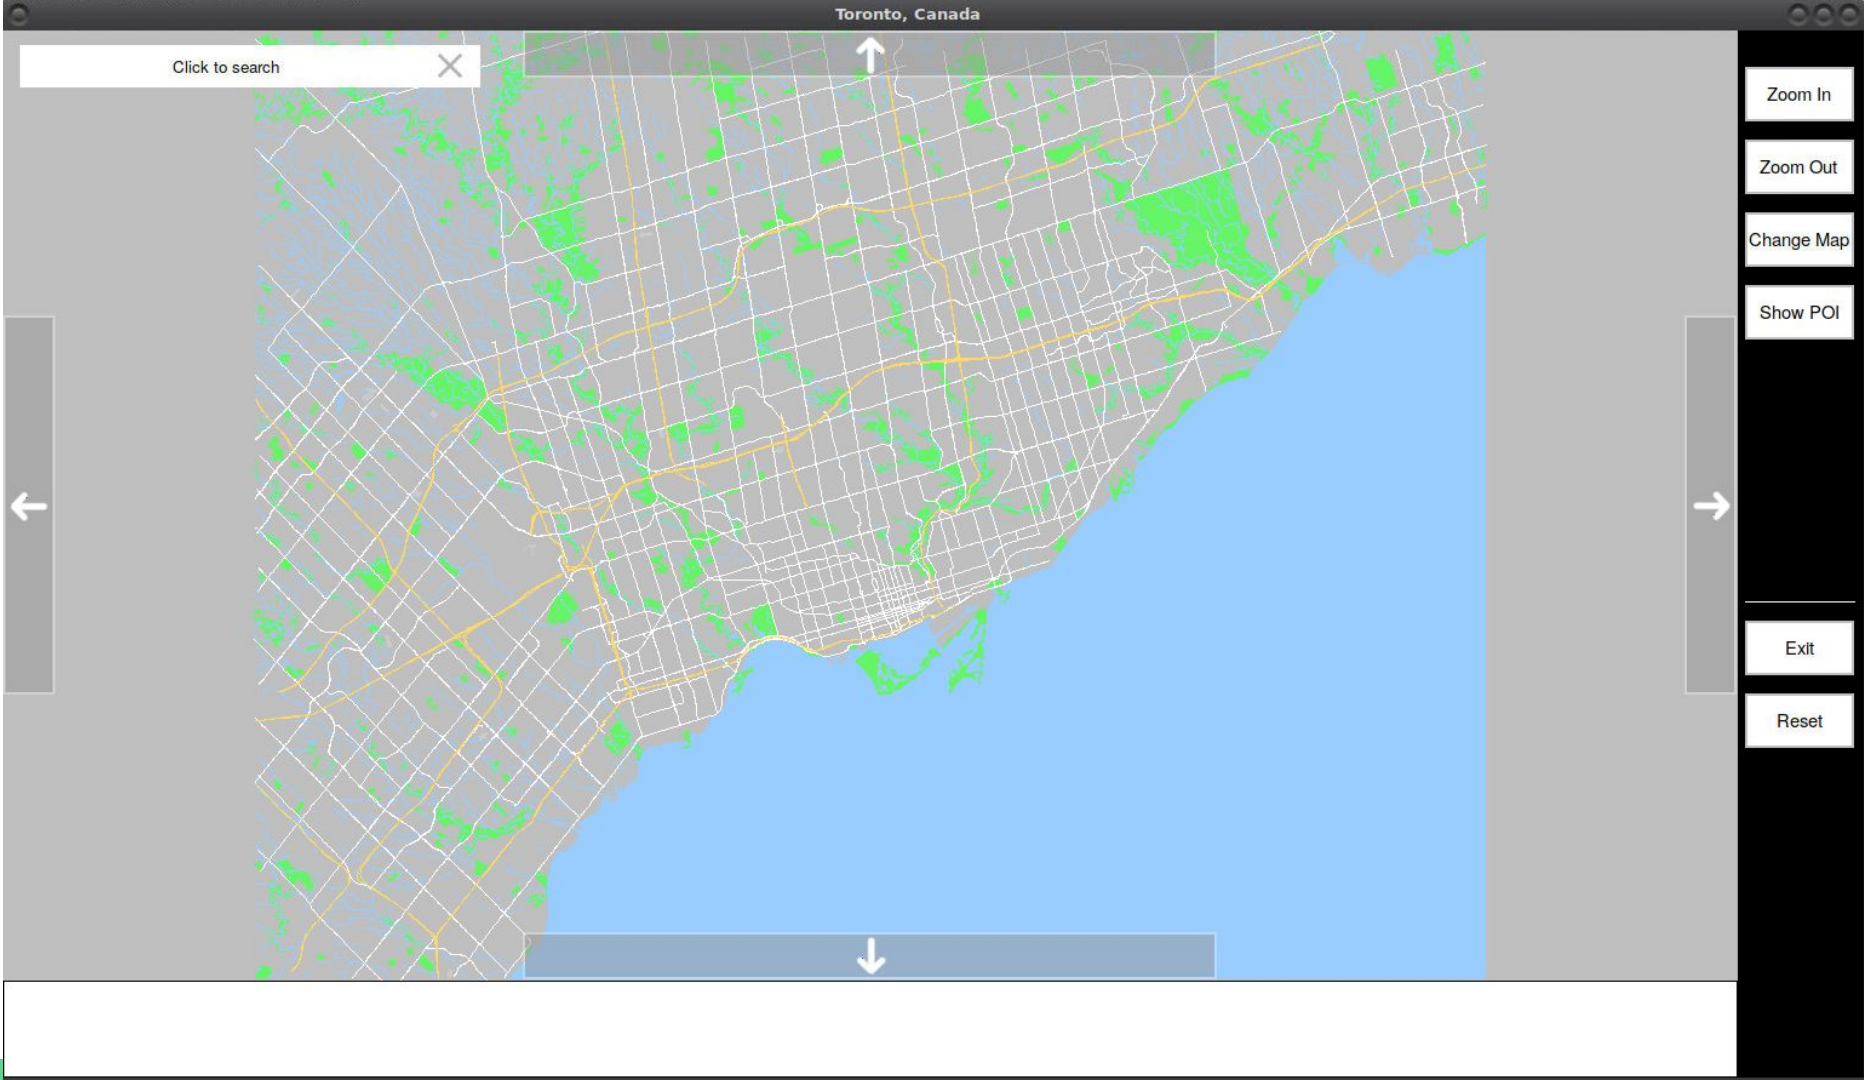 Toronto, Canada
Click to search
Zoom In
Zoom Out
Change Map
Show POI
Exit
Reset